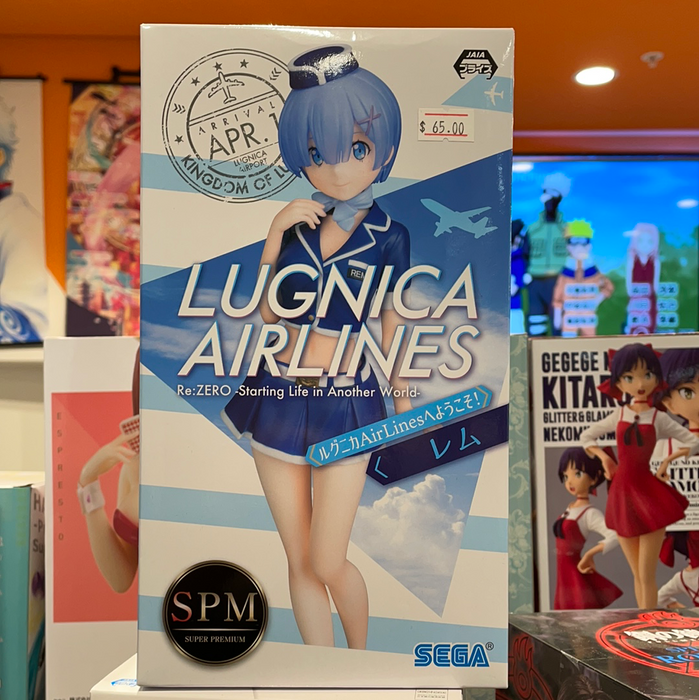 JAIA
プライズ
$ 65.00
ARRIVAL
APR. 1
LUGNICA
AIRPORT
KINGDOM OF LU
REM
LUGNICA
AIRLINES
Re:ZERO -Starting Life in Another World-
ルグニカAirLinesへようこそ!
レム
SPM
SUPER PREMIUM
SEGA®
ESPRESTO
GEGEGE
KITAR
GLITTER&GLAM
NEKOM